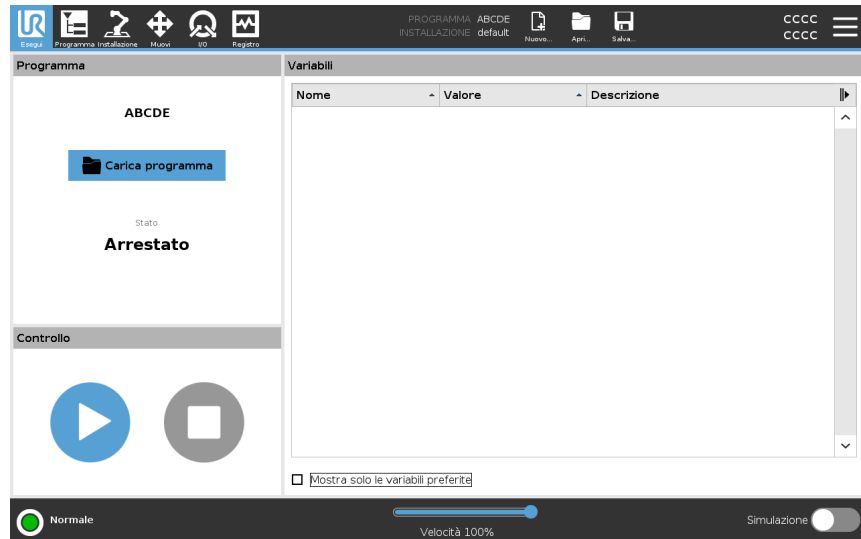 PROGRAMMA ABCDE
INSTALLAZIONE default
cccc
cccc
Esegui Programma Installazione Muovi I/O Registro
Nuovo... Apri... Salva...
Programma
Variabili
Nome Valore Descrizione
ABCDE
Carica programma
Stato
Arrestato
Controllo
Mostra solo le variabili preferite
Normale
Velocità 100%
Simulazione